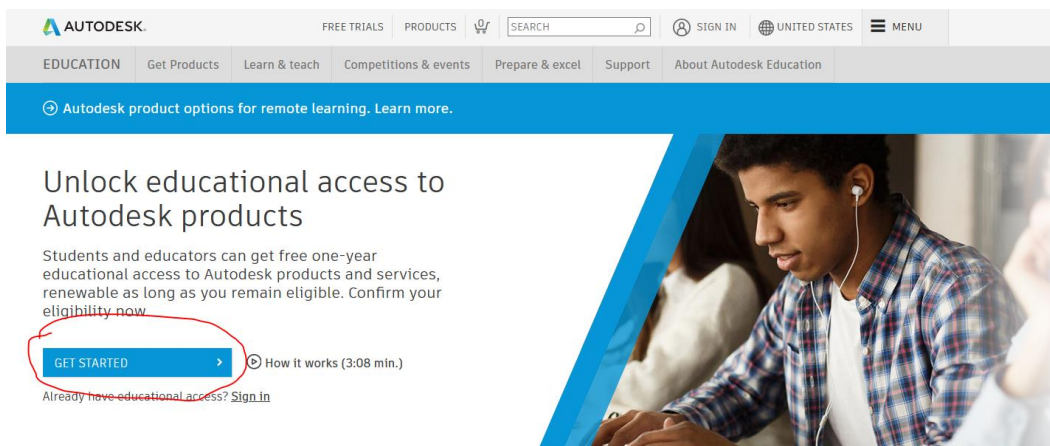 AUTODESK.
FREE TRIALS PRODUCTS 0 SEARCH SIGN IN UNITED STATES MENU
EDUCATION Get Products Learn & teach Competitions & events Prepare & excel Support About Autodesk Education
Autodesk product options for remote learning. Learn more.
Unlock educational access to
Autodesk products
Students and educators can get free one-year
educational access to Autodesk products and services,
renewable as long as you remain eligible. Confirm your
eligibility now.
GET STARTED
How it works (3:08 min.)
Already have educational access? Sign in